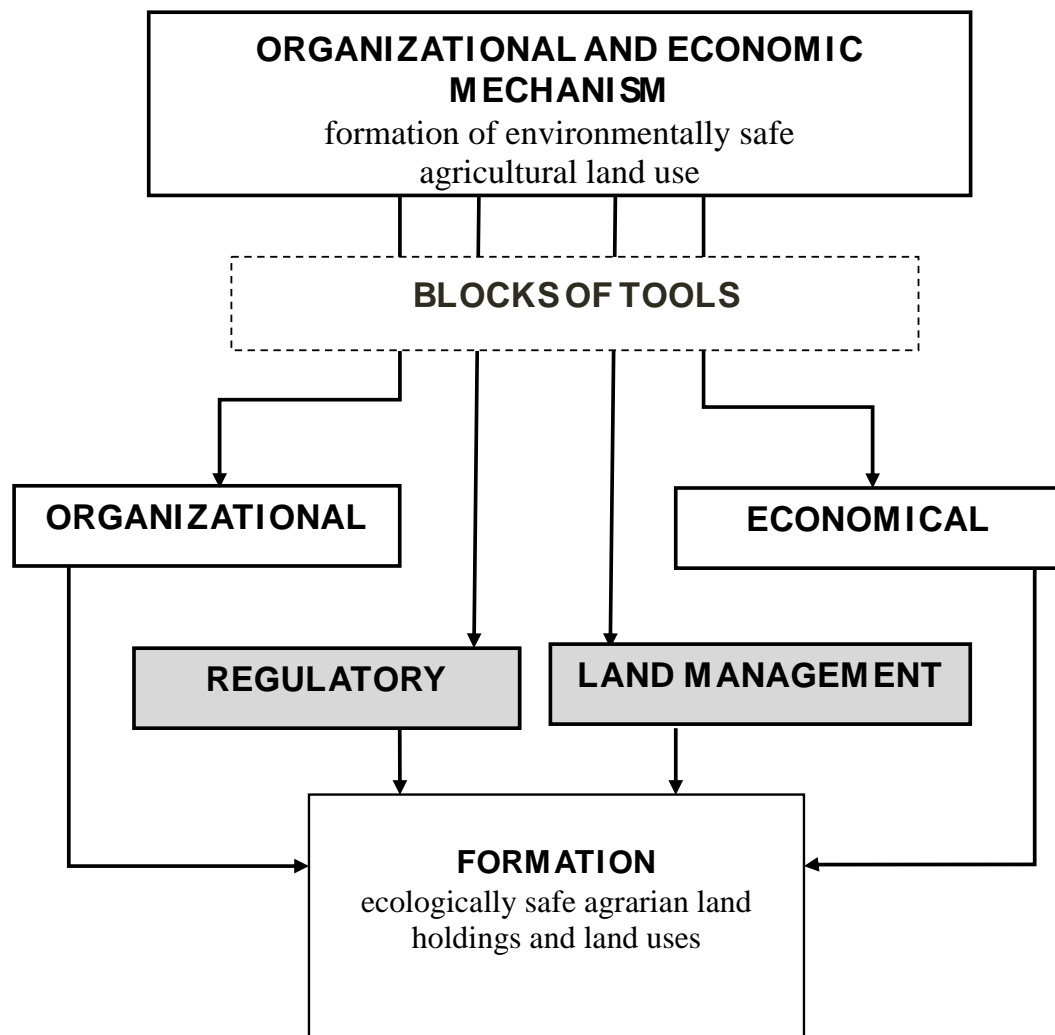 ORGANIZATIONAL AND ECONOMIC
MECHANISM
formation of environmentally safe
agricultural land use
BLOCKS OF TOOLS
ORGANIZATIONAL
ECONOMICAL
REGULATORY
LAND MANAGEMENT
FORMATION
ecologically safe agrarian land
holdings and land uses